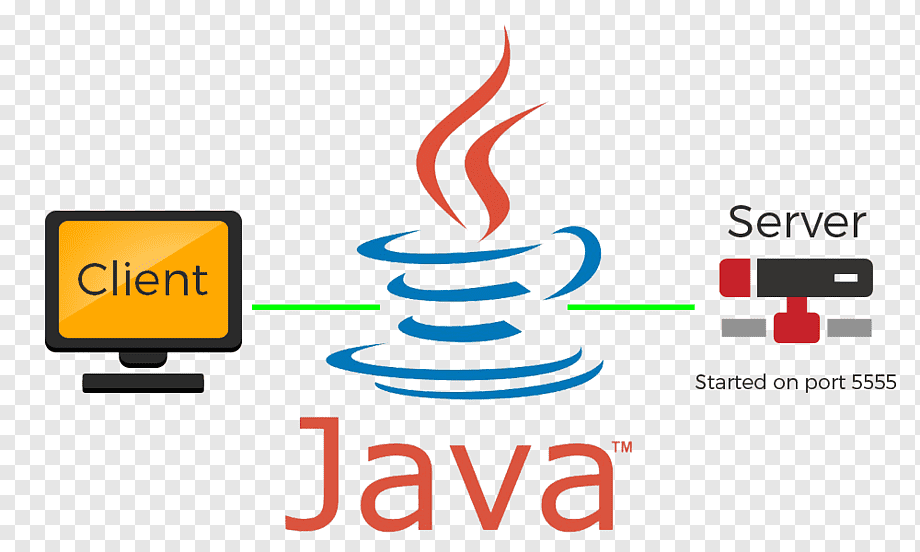 Client
Server
Started on port 5555
Java™